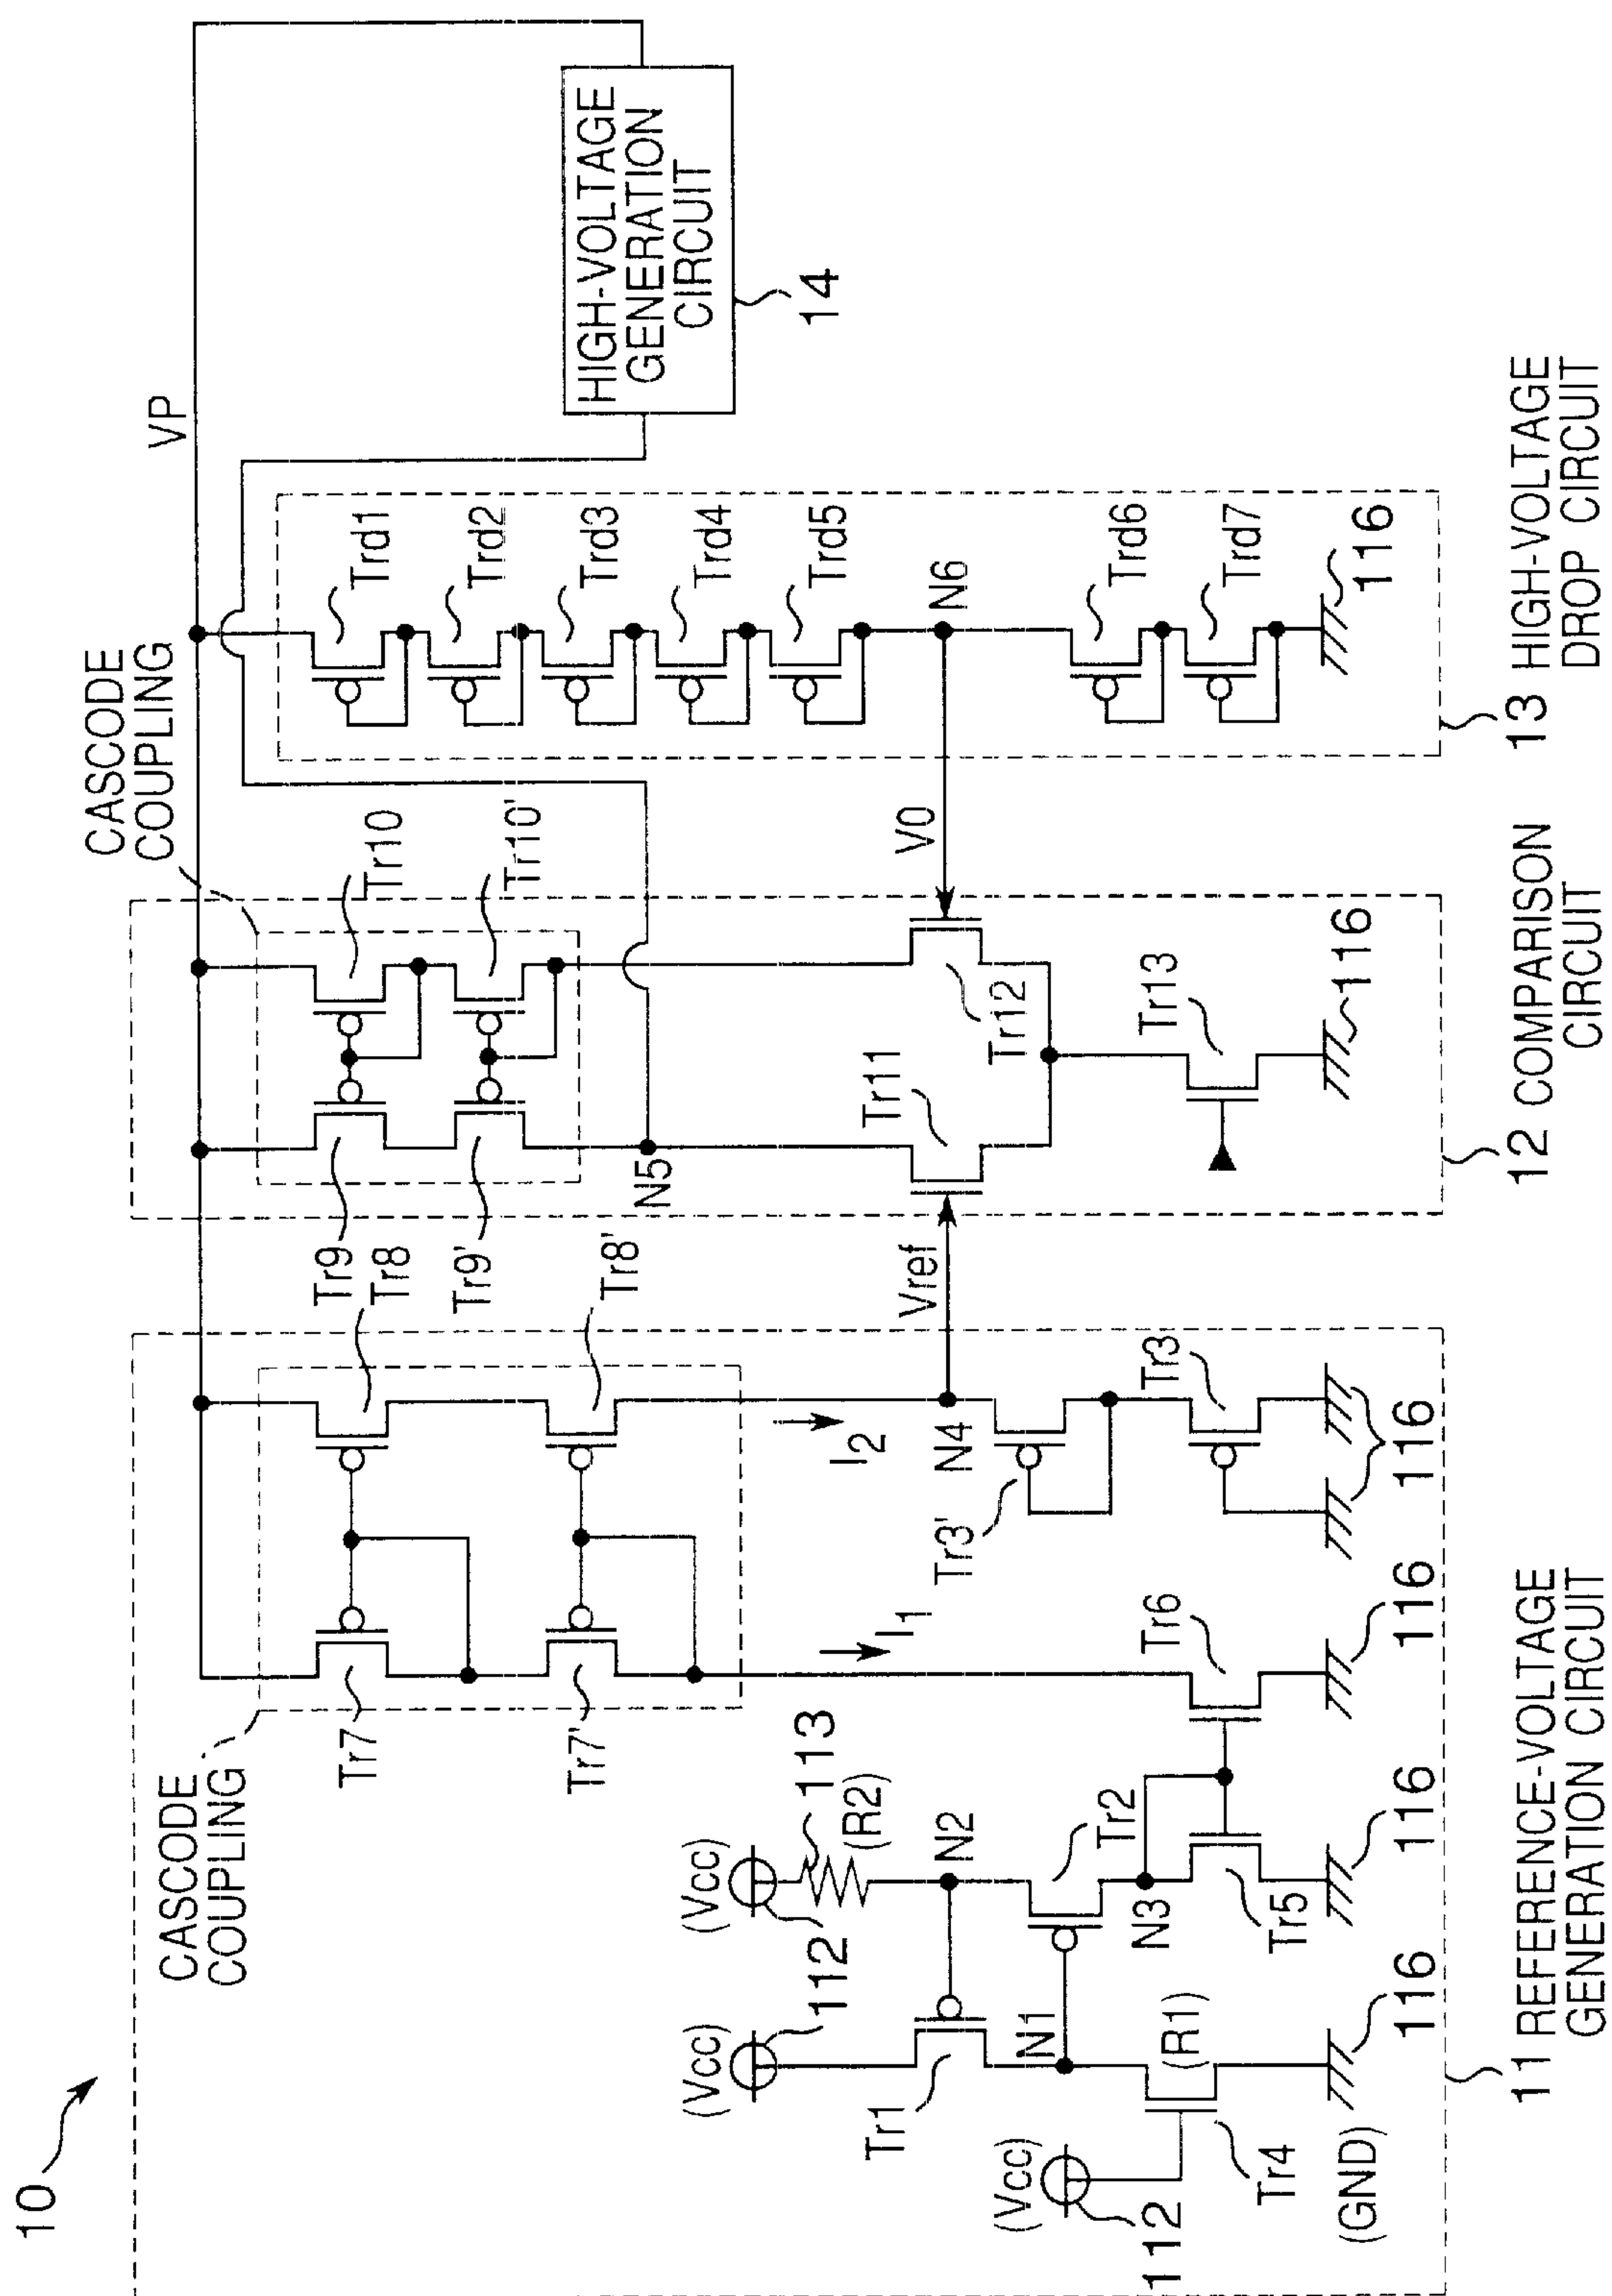 10
CASCODE
COUPLING
Tr7
Tr7'
Tr8
Tr8'
I1
I2
(Vcc)
112
(Vcc)
112
(Vcc)
112
113
(R2)
N2
Tr1
N1
Tr2
N3
(R1)
Tr4
Tr5
Tr6
N4
Tr3'
Tr3
Vref
(GND)
116
116
116
116
11 REFERENCE-VOLTAGE
GENERATION CIRCUIT
CASCODE
COUPLING
Tr9
Tr9'
Tr10
Tr10'
N5
Tr11
Tr12
Tr13
116
12 COMPARISON
CIRCUIT
V0
VP
Trd1
Trd2
Trd3
Trd4
Trd5
N6
Trd6
Trd7
116
13 HIGH-VOLTAGE
DROP CIRCUIT
HIGH-VOLTAGE
GENERATION
CIRCUIT
14